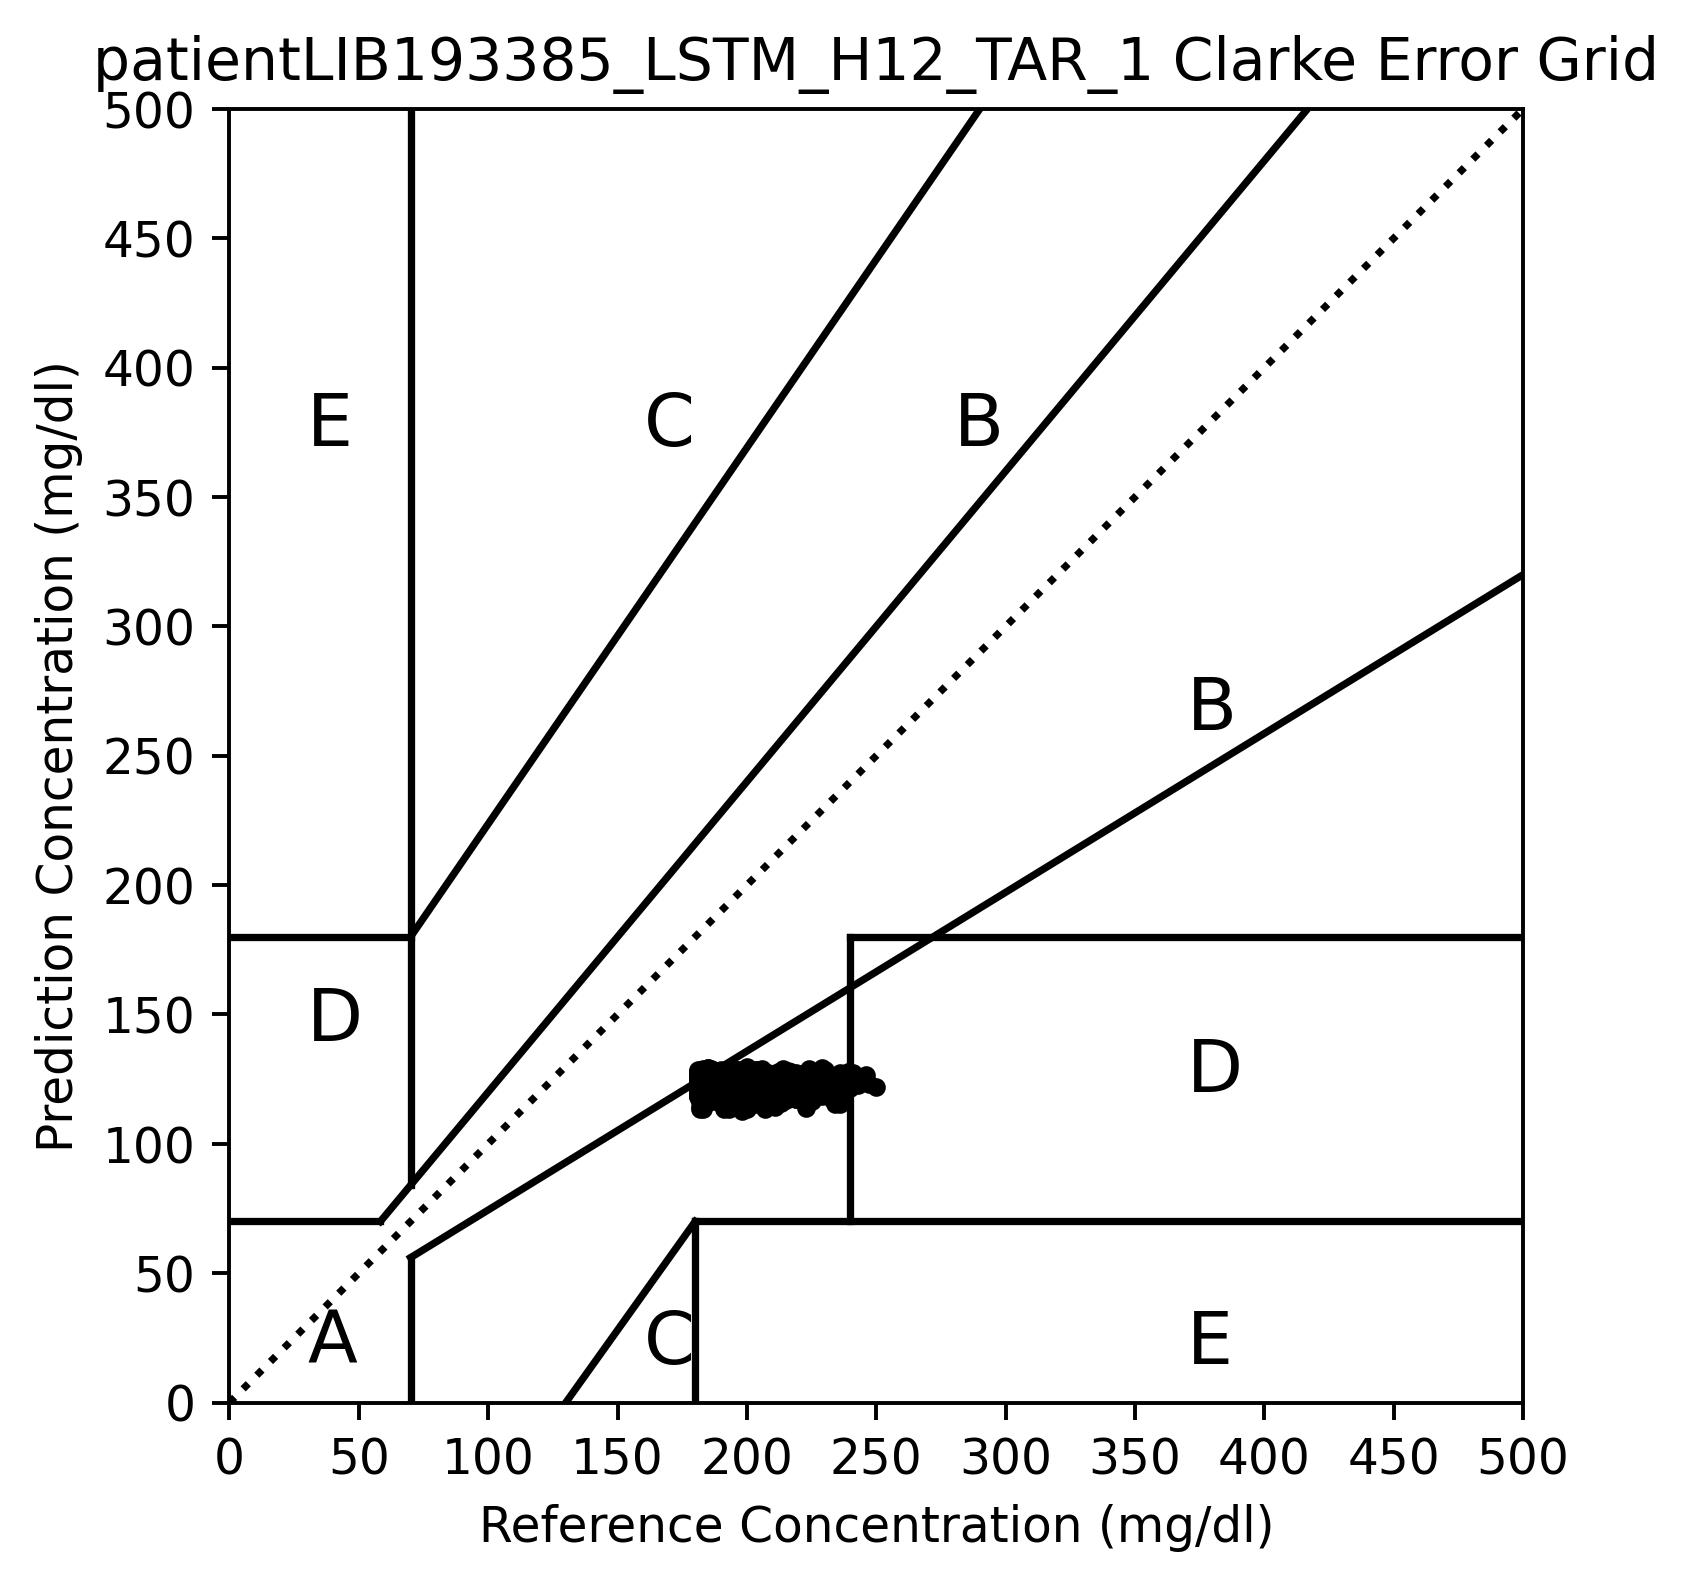 patientLIB193385_LSTM_H12_TAR_1 Clarke Error Grid
500
450
400
350
300
250
200
150
100
50
0
Prediction Concentration (mg/dl)
E
C
B
B
D
D
A
C
E
0 50 100 150 200 250 300 350 400 450 500
Reference Concentration (mg/dl)